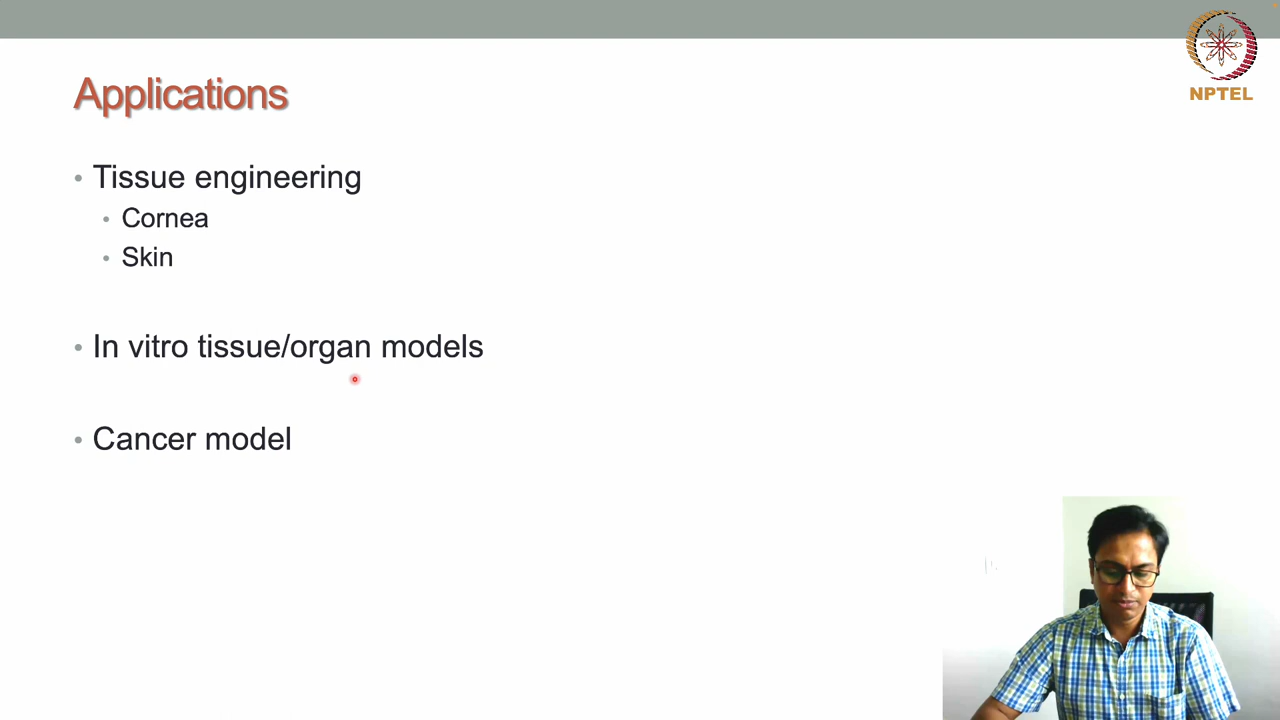 NPTEL
Applications
• Tissue engineering
• Cornea
• Skin
• In vitro tissue/organ models
• Cancer model